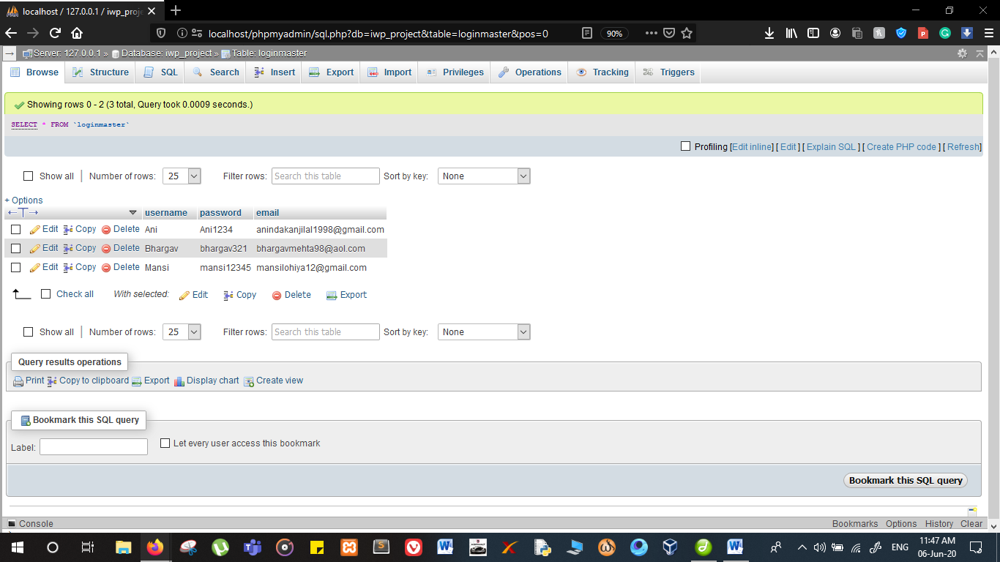 localhost / 127.0.0.1 / iwp_proj
localhost/phpmyadmin/sql.php?db=iwp_project&table=loginmaster&pos=0
90%
Server: 127.0.0.1 » Database: iwp_project » Table: loginmaster
Browse Structure SQL Search Insert Export Import Privileges Operations Tracking Triggers
Showing rows 0 - 2 (3 total, Query took 0.0009 seconds.)
SELECT * FROM `loginmaster`
Profiling [Edit inline] [ Edit ] [ Explain SQL ] [ Create PHP code ] [ Refresh]
Show all | Number of rows: 25 Filter rows: Search this table Sort by key: None
+ Options
←T→ username password email
Edit Copy Delete Ani Ani1234 anindakanjilal1998@gmail.com
Edit Copy Delete Bhargav bhargav321 bhargavmehta98@aol.com
Edit Copy Delete Mansi mansi12345 mansilohiya12@gmail.com
Check all With selected: Edit Copy Delete Export
Show all | Number of rows: 25 Filter rows: Search this table Sort by key: None
Query results operations
Print Copy to clipboard Export Display chart Create view
Bookmark this SQL query
Label: Let every user access this bookmark
Bookmark this SQL query
Console Bookmarks Options History Clear
ENG 11:47 AM
06-Jun-20